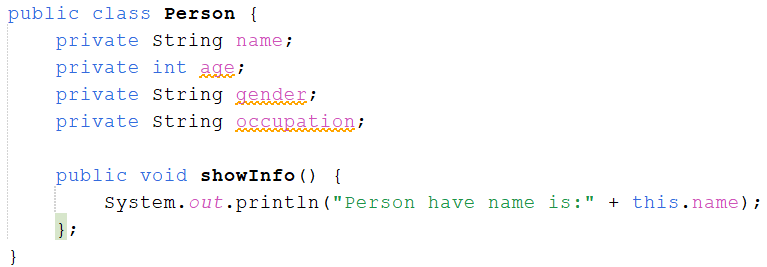 public class Person {
    private String name;
    private int age;
    private String gender;
    private String occupation;

    public void showInfo() {
        System.out.println("Person have name is:" + this.name);
    };
}